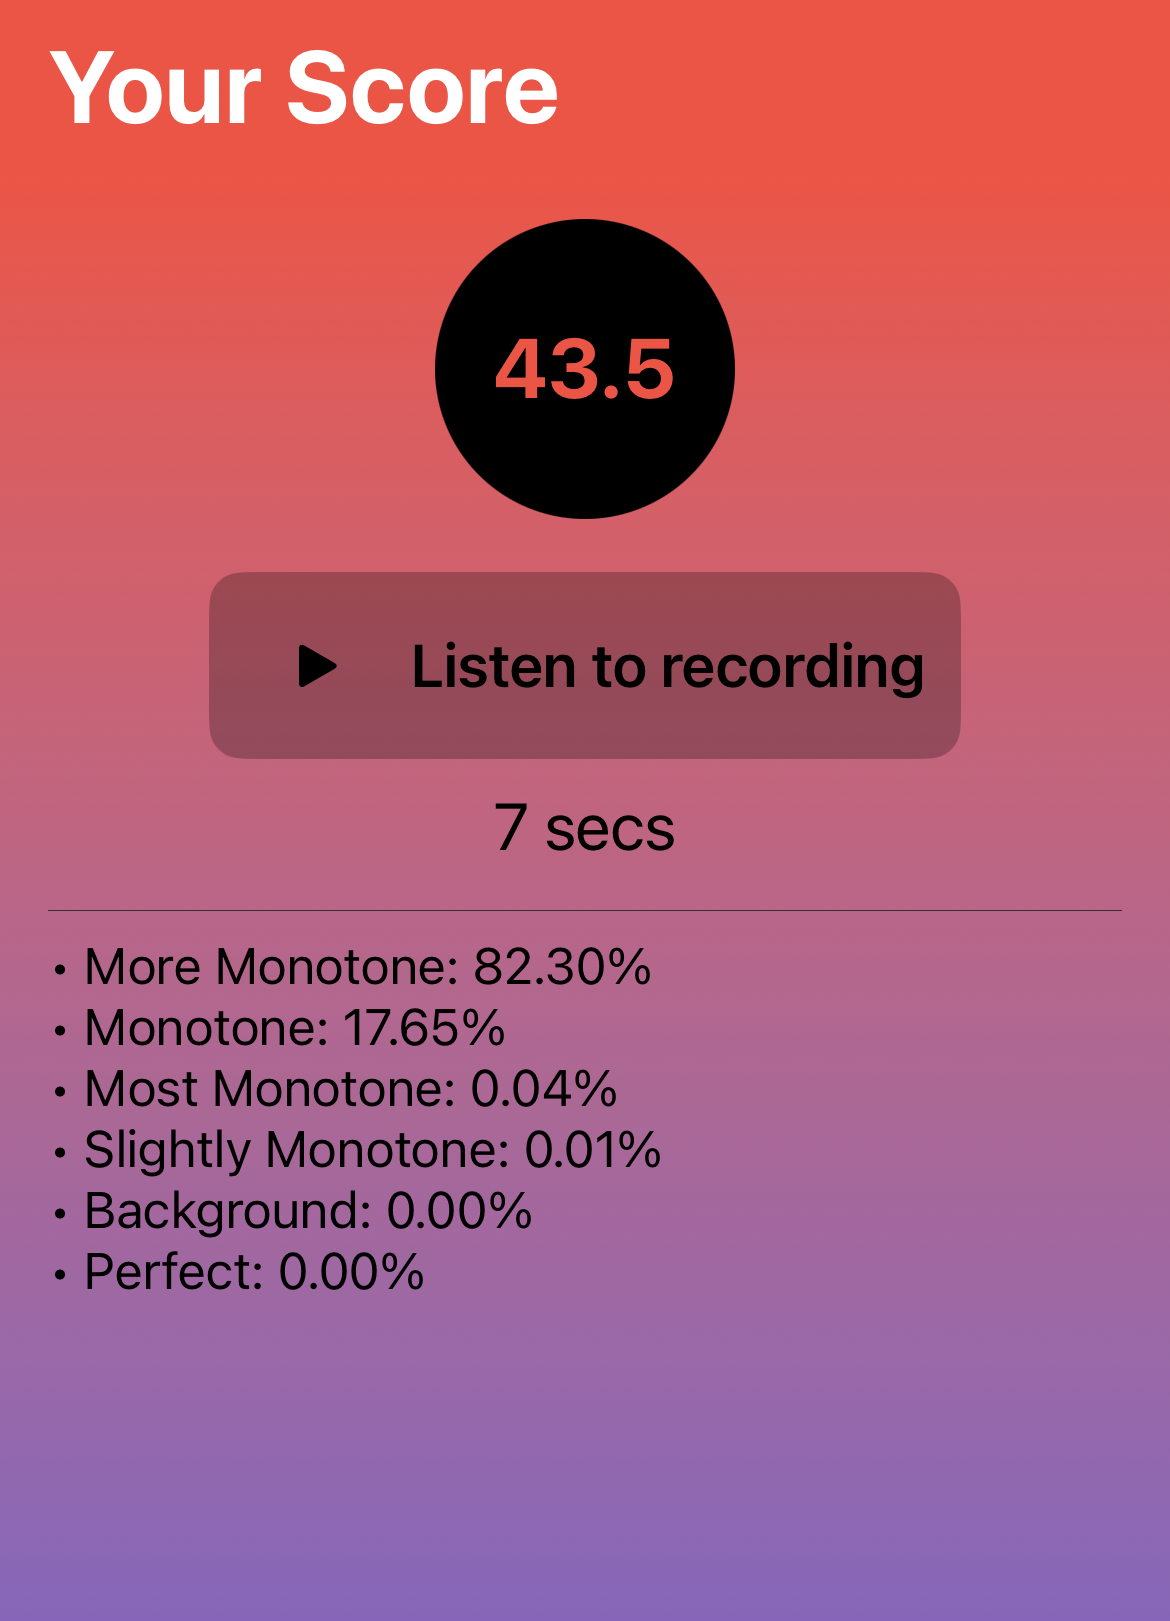 Your Score
43.5
Listen to recording
7 secs
• More Monotone: 82.30%
• Monotone: 17.65%
• Most Monotone: 0.04%
• Slightly Monotone: 0.01%
• Background: 0.00%
• Perfect: 0.00%